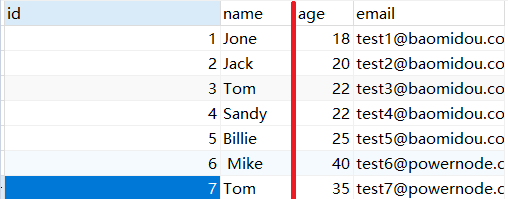 id name age email
1 Jone 18 test1@baomidou.co
2 Jack 20 test2@baomidou.co
3 Tom 22 test3@baomidou.co
4 Sandy 22 test4@baomidou.co
5 Billie 25 test5@baomidou.co
6 Mike 40 test6@powernode.c
7 Tom 35 test7@powernode.c